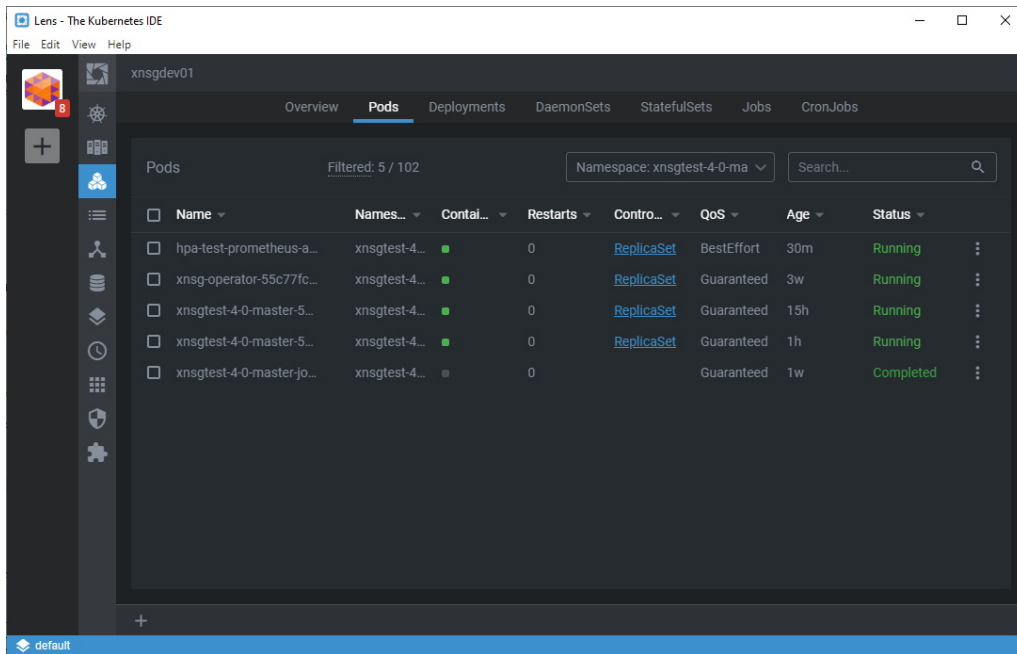 Lens - The Kubernetes IDE
File Edit View Help
xnsgdev01
8
Overview Pods Deployments DaemonSets StatefulSets Jobs CronJobs
Pods Filtered: 5 / 102 Namespace: xnsgtest-4-0-ma Search...
Name Names... Contai... Restarts Contro... QoS Age Status
hpa-test-prometheus-a... xnsgtest-4... 0 ReplicaSet BestEffort 30m Running
xnsg-operator-55c77fc... xnsgtest-4... 0 ReplicaSet Guaranteed 3w Running
xnsgtest-4-0-master-5... xnsgtest-4... 0 ReplicaSet Guaranteed 15h Running
xnsgtest-4-0-master-5... xnsgtest-4... 0 ReplicaSet Guaranteed 1h Running
xnsgtest-4-0-master-jo... xnsgtest-4... 0 Guaranteed 1w Completed
default